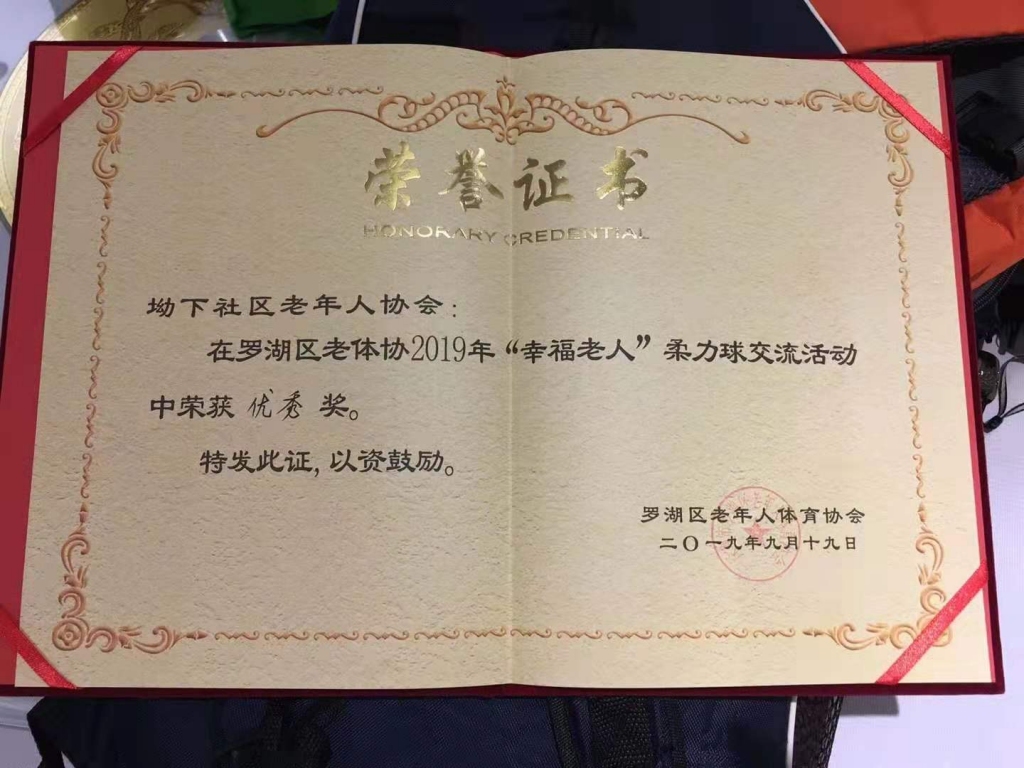 荣誉证书
HONORARY CREDENTIAL
坳下社区老年人协会：
在罗湖区老体协2019年“幸福老人”柔力球交流活动
中荣获 优秀 奖。
特发此证，以资鼓励。
罗湖区老年人体育协会
二〇一九年九月十九日